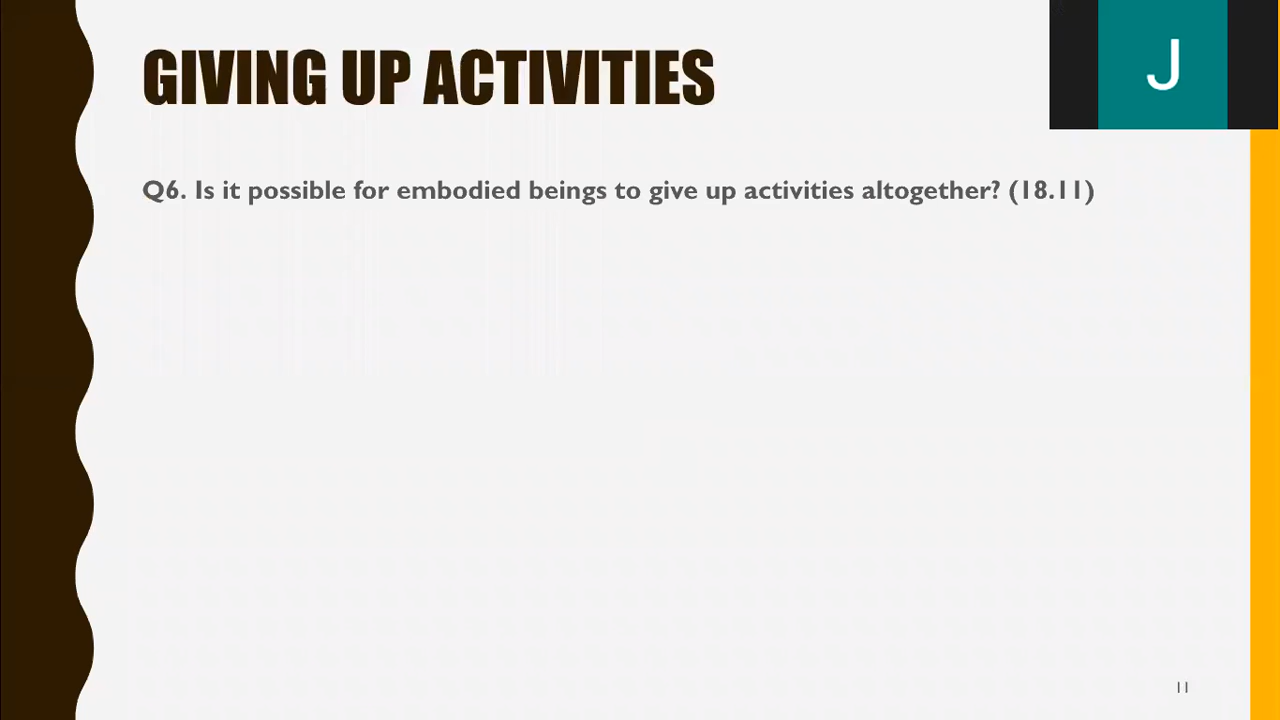 GIVING UP ACTIVITIES
J
Q6. Is it possible for embodied beings to give up activities altogether? (18.11)
11